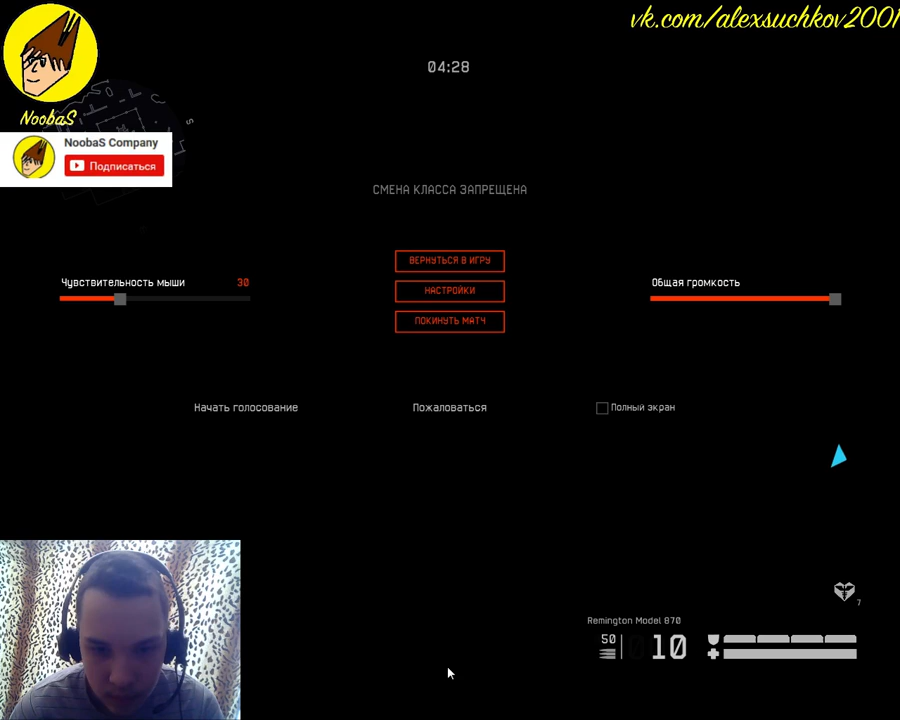 vk.com/alexsuchkov2001
04:28
NoobaS
S
NoobaS Company
Подписаться
СМЕНА КЛАССА ЗАПРЕЩЕНА
ВЕРНУТЬСЯ В ИГРУ
Чувствительность мыши 30
Общая громкость
НАСТРОЙКИ
ПОКИНУТЬ МАТЧ
Начать голосование
Пожаловаться
Полный экран
7
Remington Model 870
50
10